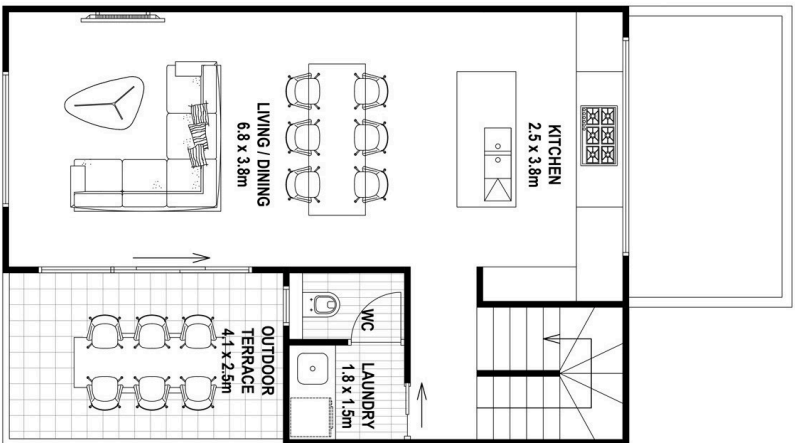 LIVING / DINING
6.8 x 3.8m
KITCHEN
2.5 x 3.8m
OUTDOOR
TERRACE
4.1 x 2.5m
WC
LAUNDRY
1.8 x 1.5m